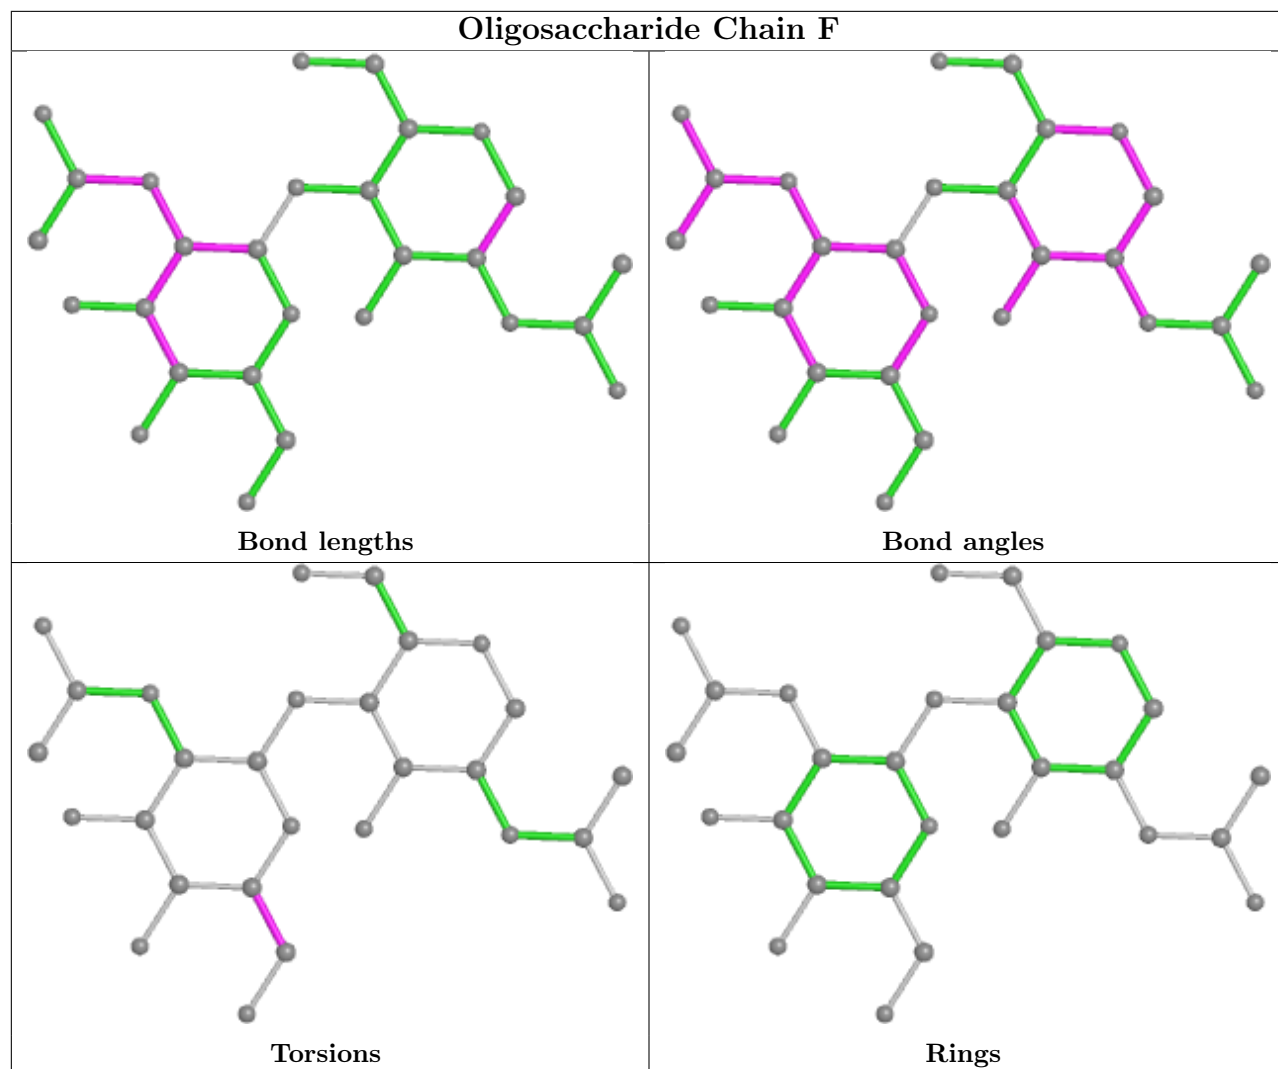 Oligosaccharide Chain F
Bond lengths
Bond angles
Torsions
Rings